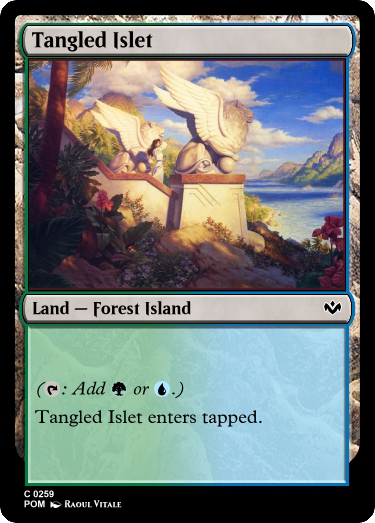 Tangled Islet
Land — Forest Island
(: Add or .)
Tangled Islet enters tapped.
C 0259
POM Raoul Vitale